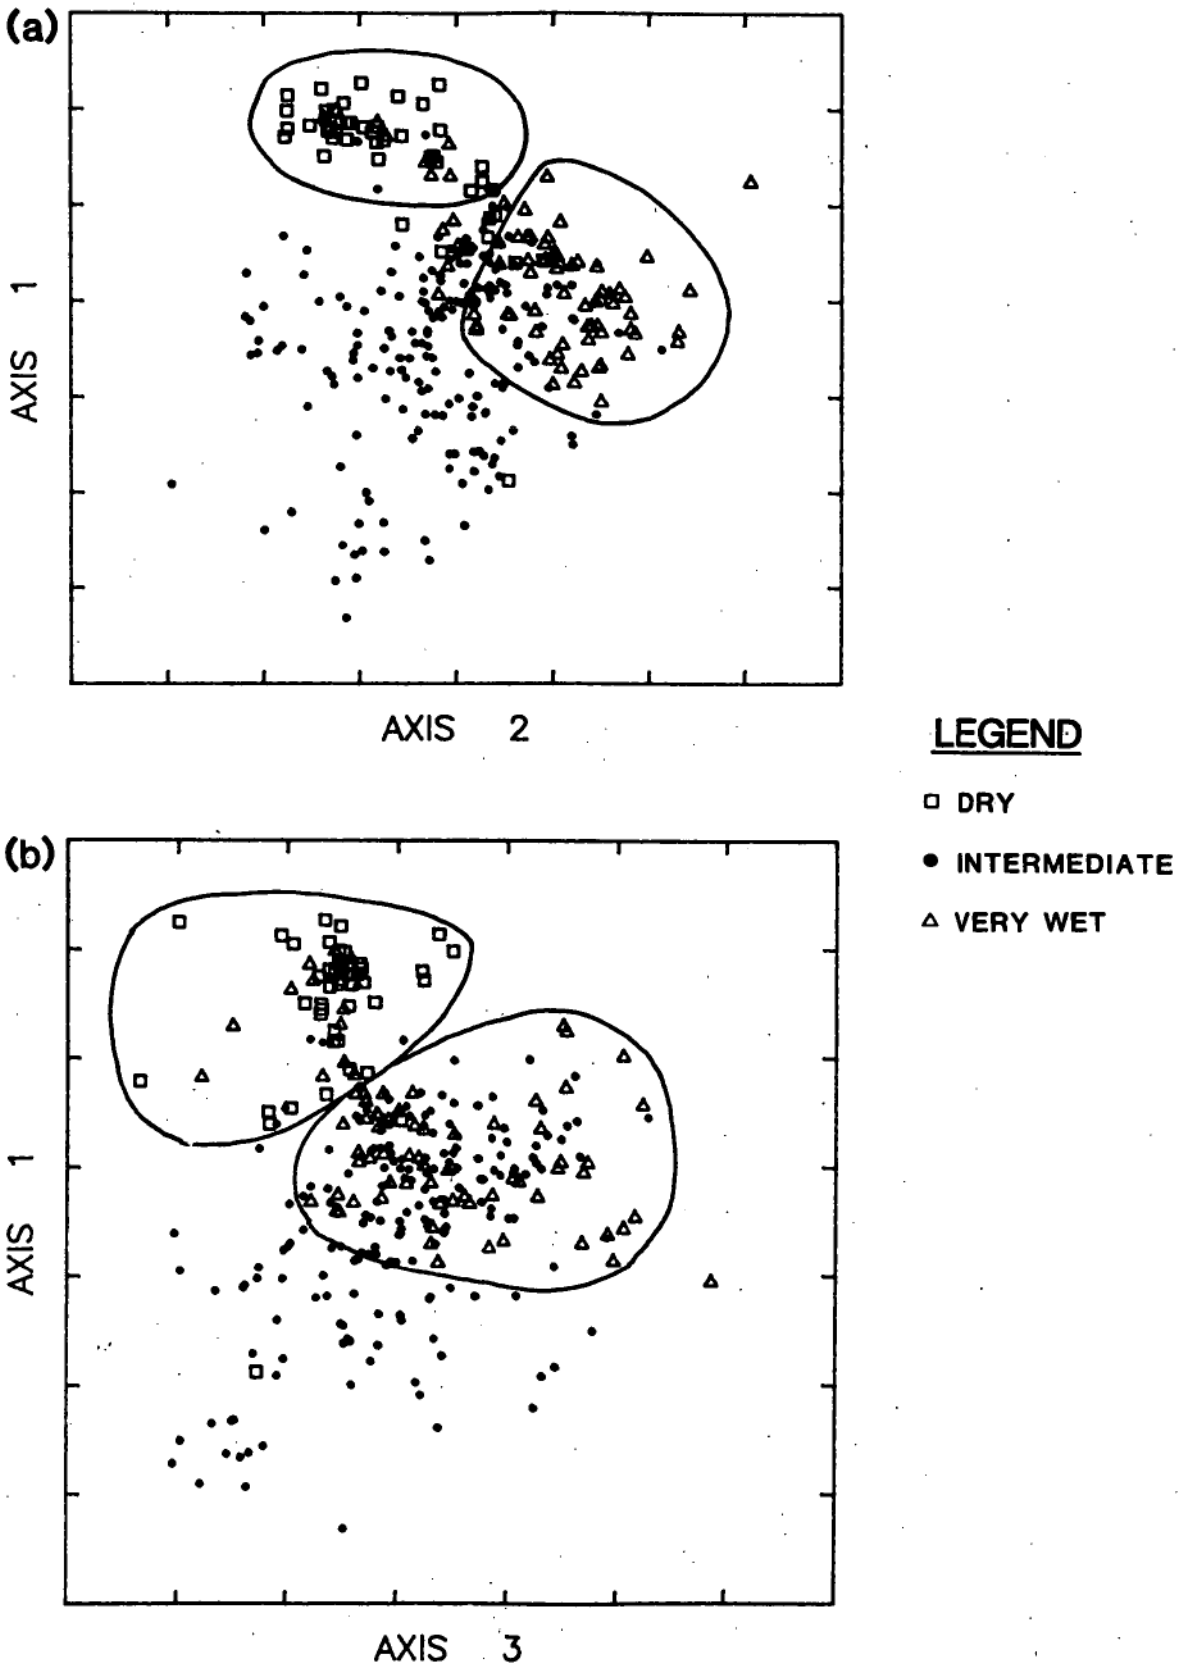 (a)
AXIS 1
AXIS 2
LEGEND
DRY
INTERMEDIATE
VERY WET
(b)
AXIS 1
AXIS 3